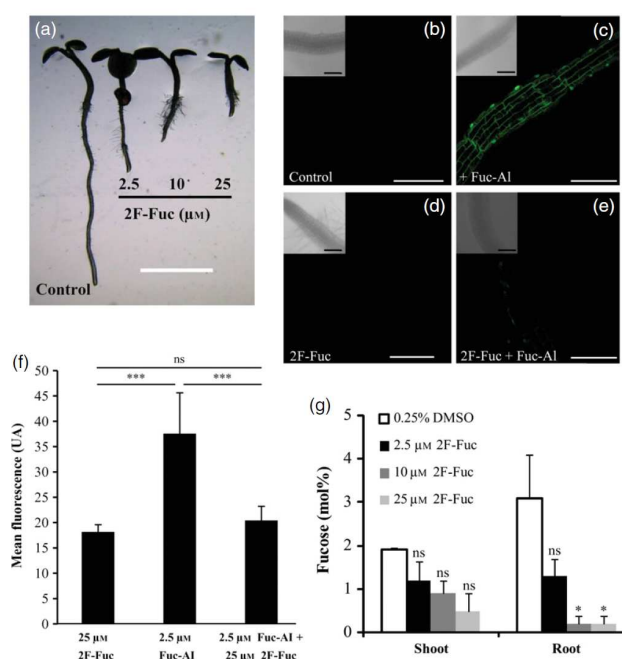 (a)
2.5 10 25
2F-Fuc (µM)
Control
(b)
Control
(c)
+ Fuc-Al
(d)
2F-Fuc
(e)
2F-Fuc + Fuc-Al
(f)
ns
*** ***
50
45
40
35
30
25
20
15
10
5
0
Mean fluorescence (UA)
25 µM 2.5 µM 2.5 µM Fuc-Al +
2F-Fuc Fuc-Al 25 µM 2F-Fuc
(g)
5
4
3
2
1
0
Fucose (mol%)
0.25% DMSO
2.5 µM 2F-Fuc
10 µM 2F-Fuc
25 µM 2F-Fuc
ns ns ns ns * *
Shoot Root